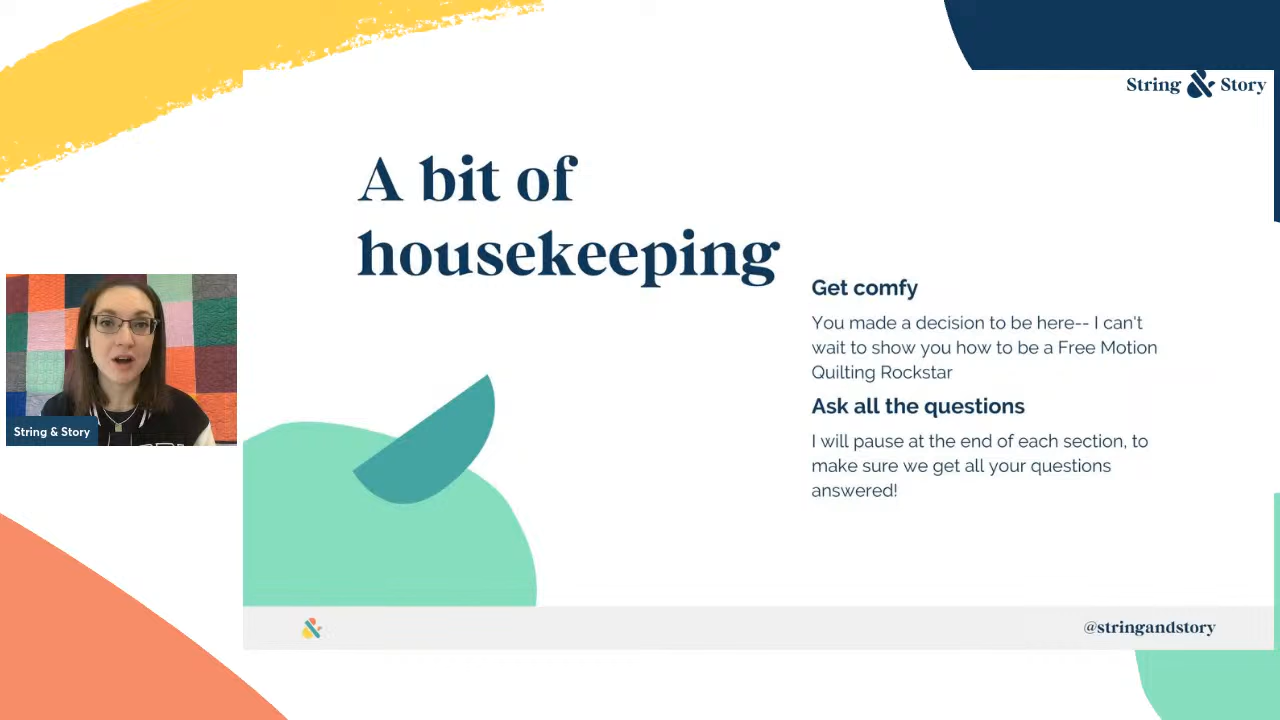 String & Story
A bit of
housekeeping
Get comfy
You made a decision to be here-- I can't
wait to show you how to be a Free Motion
Quilting Rockstar
Ask all the questions
I will pause at the end of each section, to
make sure we get all your questions
answered!
String & Story
@stringandstory